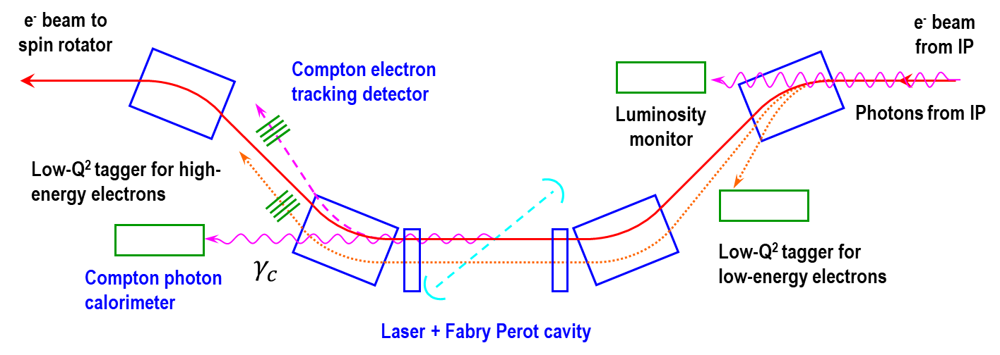 e⁻ beam to
spin rotator
Compton electron
tracking detector
e⁻ beam
from IP
Luminosity
monitor
Photons from IP
Low-Q² tagger for high-
energy electrons
Low-Q² tagger for
low-energy electrons
Compton photon
calorimeter
γ_C
Laser + Fabry Perot cavity